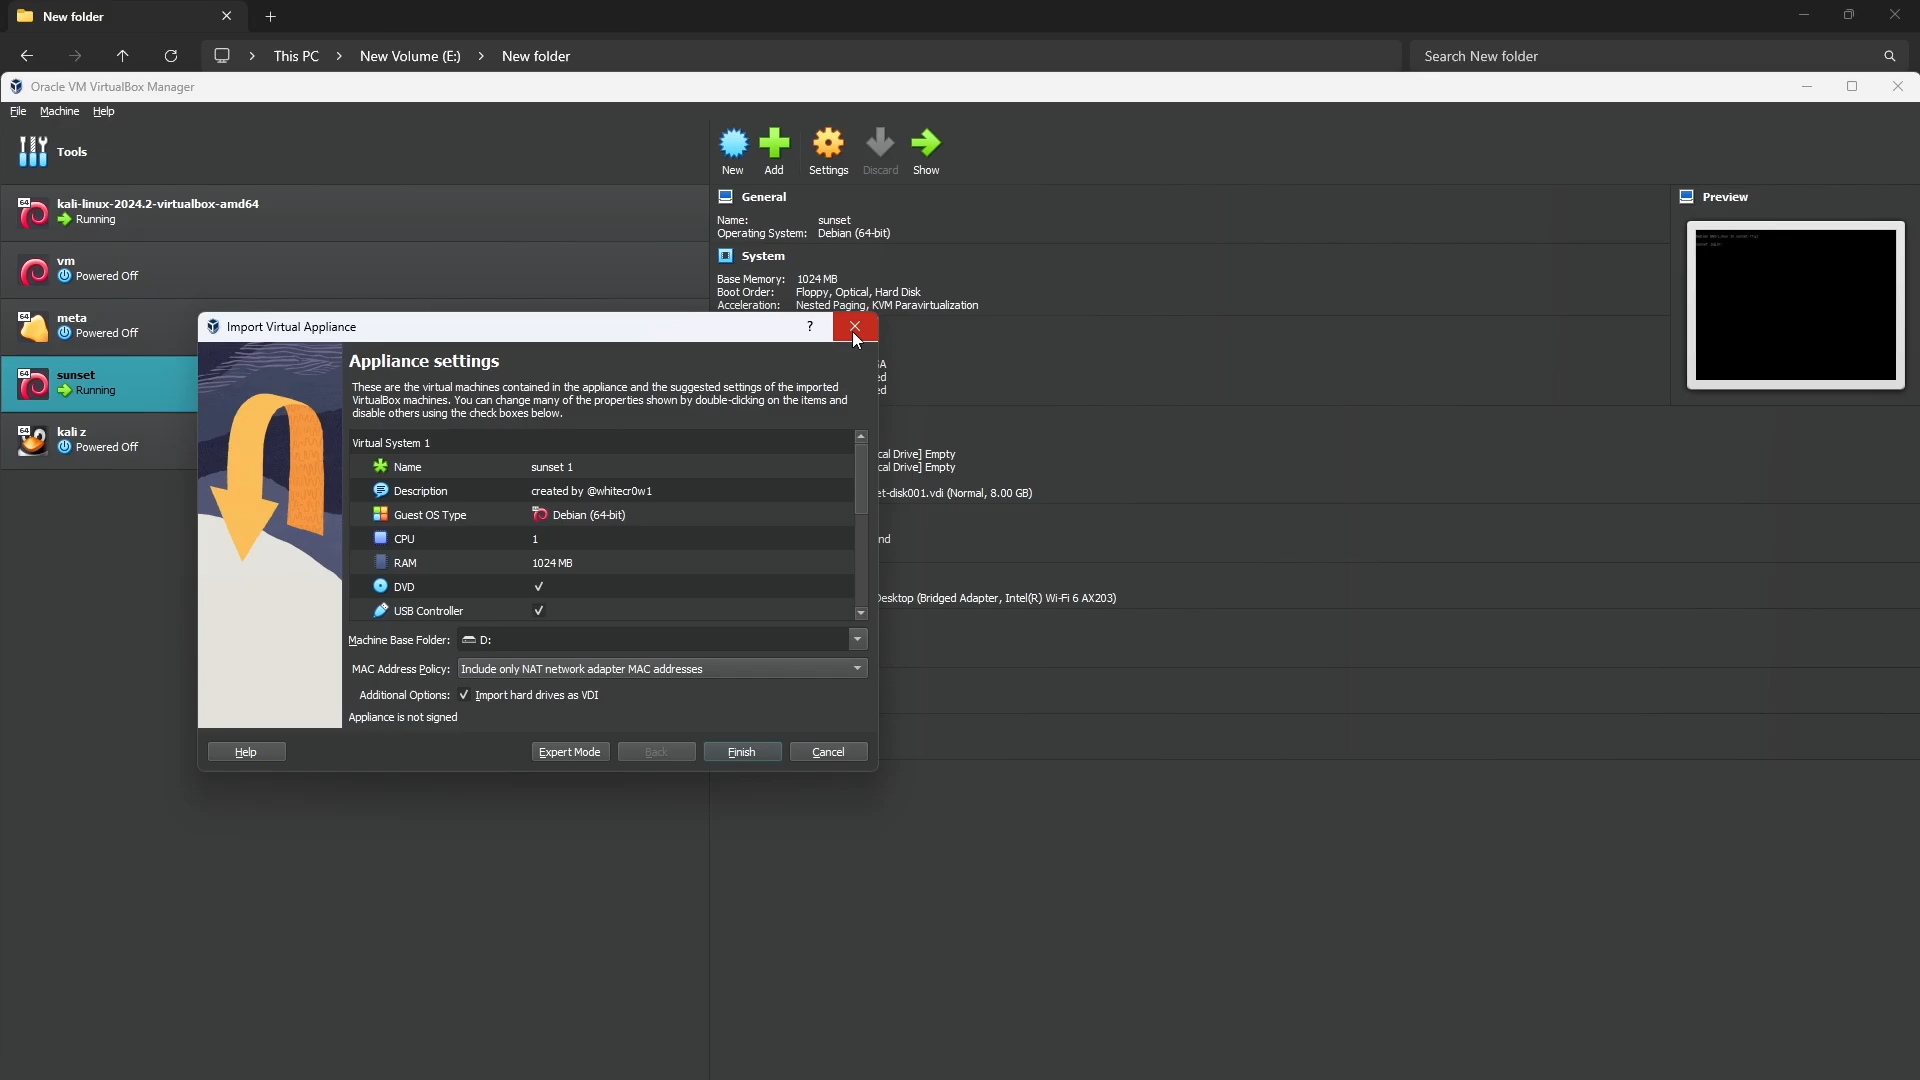 New folder
This PC > New Volume (E:) > New folder
Search New folder
Oracle VM VirtualBox Manager
File Machine Help
Tools
New Add Settings Discard Show
kali-linux-2024.2-virtualbox-amd64
Running
vm
Powered Off
meta
Powered Off
sunset
Running
kali z
Powered Off
General
Name: sunset
Operating System: Debian (64-bit)
System
Base Memory: 1024 MB
Boot Order: Floppy, Optical, Hard Disk
Acceleration: Nested Paging, KVM Paravirtualization
Preview
cal Drive] Empty
cal Drive] Empty
et-disk001.vdi (Normal, 8.00 GB)
Desktop (Bridged Adapter, Intel(R) Wi-Fi 6 AX203)
Import Virtual Appliance ?
Appliance settings
These are the virtual machines contained in the appliance and the suggested settings of the imported
VirtualBox machines. You can change many of the properties shown by double-clicking on the items and
disable others using the check boxes below.
Virtual System 1
Name sunset 1
Description created by @whitecr0w1
Guest OS Type Debian (64-bit)
CPU 1
RAM 1024 MB
DVD
USB Controller
Machine Base Folder: D:
MAC Address Policy: Include only NAT network adapter MAC addresses
Additional Options: Import hard drives as VDI
Appliance is not signed
Help Expert Mode Back Finish Cancel